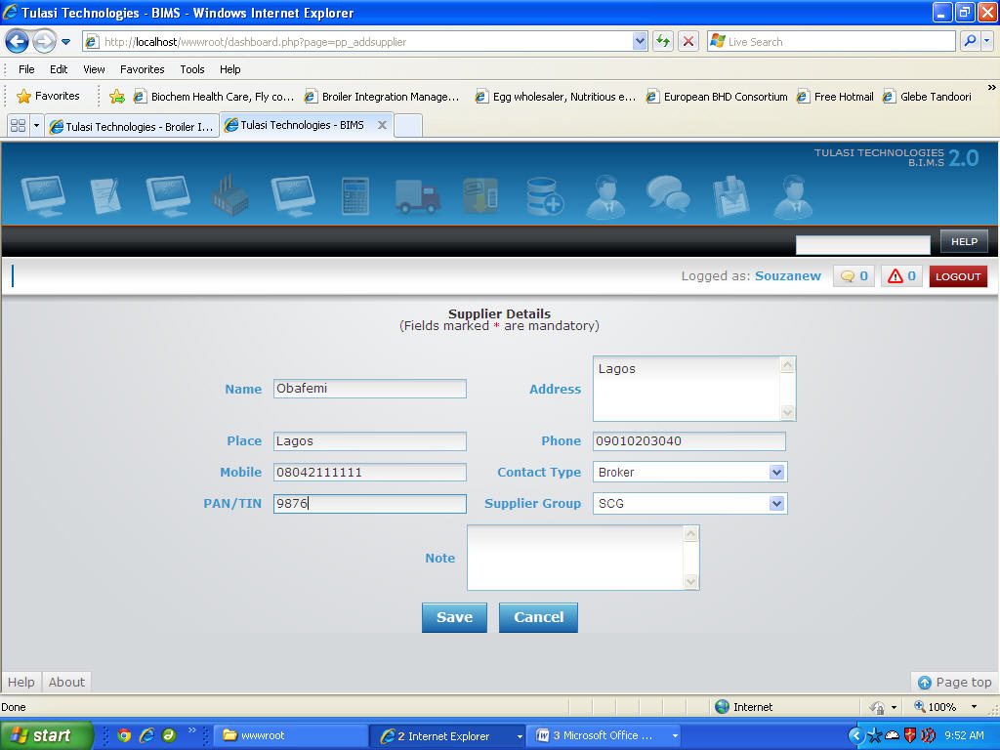 Tulasi Technologies - BIMS - Windows Internet Explorer
http://localhost/wwwroot/dashboard.php?page=pp_addsupplier
Live Search
File Edit View Favorites Tools Help
Favorites Biochem Health Care, Fly co... Broiler Integration Manage... Egg wholesaler, Nutritious e... European BHD Consortium Free Hotmail Glebe Tandoori »
Tulasi Technologies - Broiler I... Tulasi Technologies - BIMS X
TULASI TECHNOLOGIES 2.0
B.I.M.S
HELP
Logged as: Souzanew 0 0 LOGOUT
Supplier Details
(Fields marked * are mandatory)
Name Obafemi Address Lagos
Place Lagos Phone 09010203040
Mobile 08042111111 Contact Type Broker
PAN/TIN 9876 Supplier Group SCG
Note
Save Cancel
Help About Page top
Done Internet 100%
start » wwwroot 2 Internet Explorer 3 Microsoft Office ... 9:52 AM